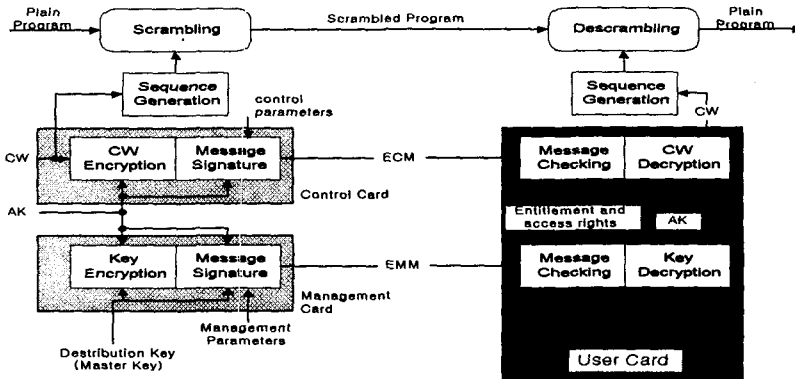 Plain
Program
Scrambling
Scrambled Program
Descrambling
Plain
Program
Sequence
Generation
control
parameters
Sequence
Generation
CW
CW
CW
Encryption
Message
Signature
ECM
Message
Checking
CW
Decryption
Control Card
AK
Entitlement and
access rights
AK
Key
Encryption
Message
Signature
EMM
Message
Checking
Key
Decryption
Management
Card
Management
Parameters
Destribution Key
(Master Key)
User Card